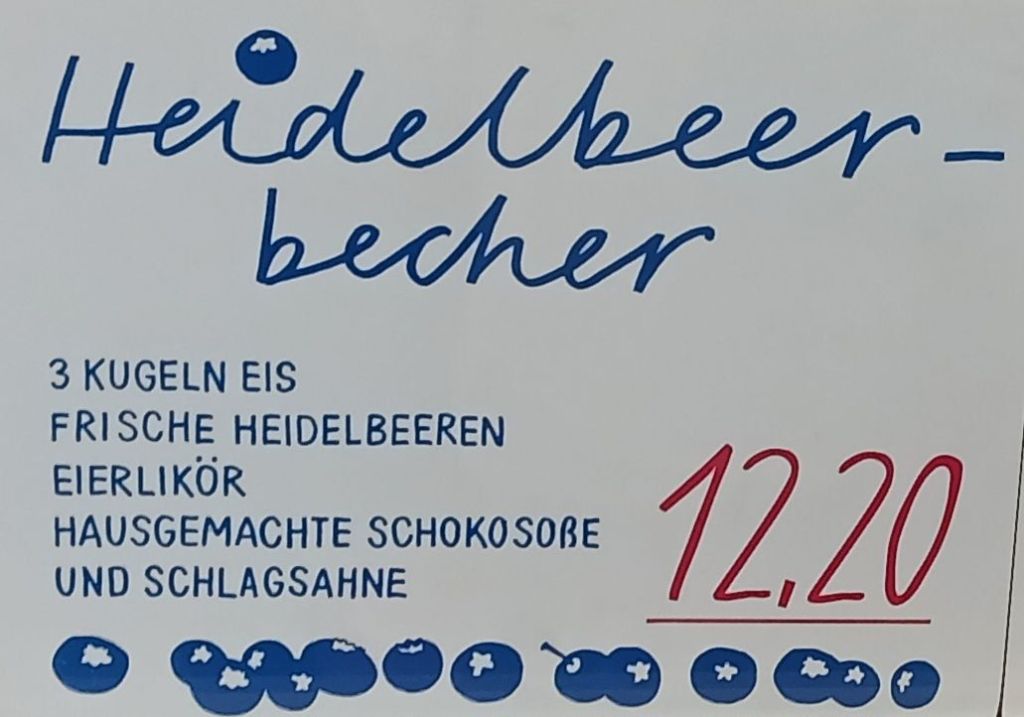 Heidelbeer-
becher
3 KUGELN EIS
FRISCHE HEIDELBEEREN
EIERLIKÖR
HAUSGEMACHTE SCHOKOSOßE
UND SCHLAGSAHNE
12,20